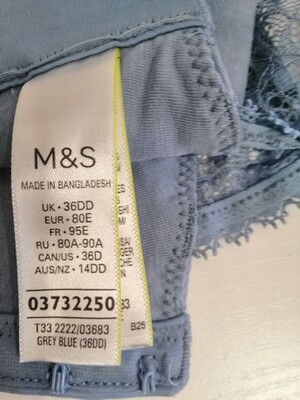 M&S
MADE IN BANGLADESH
UK • 36DD
EUR • 80E
FR • 95E
RU • 80A-90A
CAN/US • 36D
AUS/NZ • 14DD
03732250
T33 2222/03683
GREY BLUE (36DD)
B25